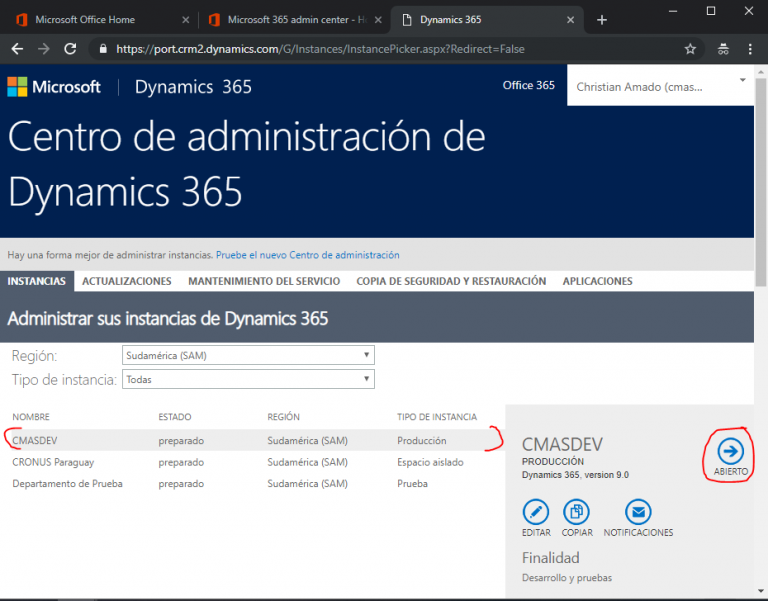 Microsoft Office Home
Microsoft 365 admin center - H
Dynamics 365
https://port.crm2.dynamics.com/G/Instances/InstancePicker.aspx?Redirect=False
Microsoft
Dynamics 365
Office 365
Christian Amado (cmas...
Centro de administración de
Dynamics 365
Hay una forma mejor de administrar instancias. Pruebe el nuevo Centro de administración
INSTANCIAS ACTUALIZACIONES MANTENIMIENTO DEL SERVICIO COPIA DE SEGURIDAD Y RESTAURACIÓN APLICACIONES
Administrar sus instancias de Dynamics 365
Región: Sudamérica (SAM)
Tipo de instancia: Todas
NOMBRE ESTADO REGIÓN TIPO DE INSTANCIA
CMASDEV preparado Sudamérica (SAM) Producción
CRONUS Paraguay preparado Sudamérica (SAM) Espacio aislado
Departamento de Prueba preparado Sudamérica (SAM) Prueba
CMASDEV
PRODUCCIÓN
Dynamics 365, version 9.0
ABIERTO
EDITAR COPIAR NOTIFICACIONES
Finalidad
Desarrollo y pruebas